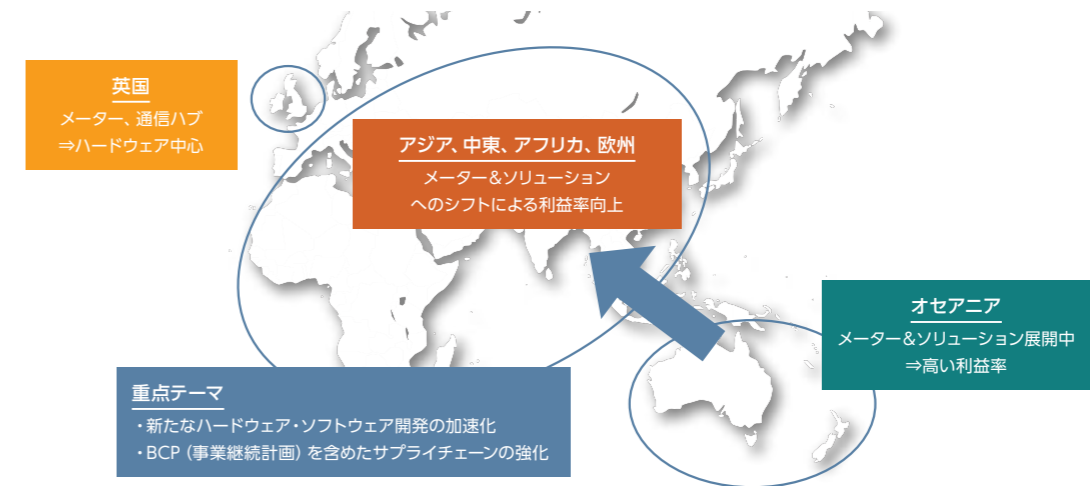 英国
メーター、通信ハブ
⇒ハードウェア中心
アジア、中東、アフリカ、欧州
メーター&ソリューション
へのシフトによる利益率向上
オセアニア
メーター&ソリューション展開中
⇒高い利益率
重点テーマ
・新たなハードウェア・ソフトウェア開発の加速化
・BCP（事業継続計画）を含めたサプライチェーンの強化